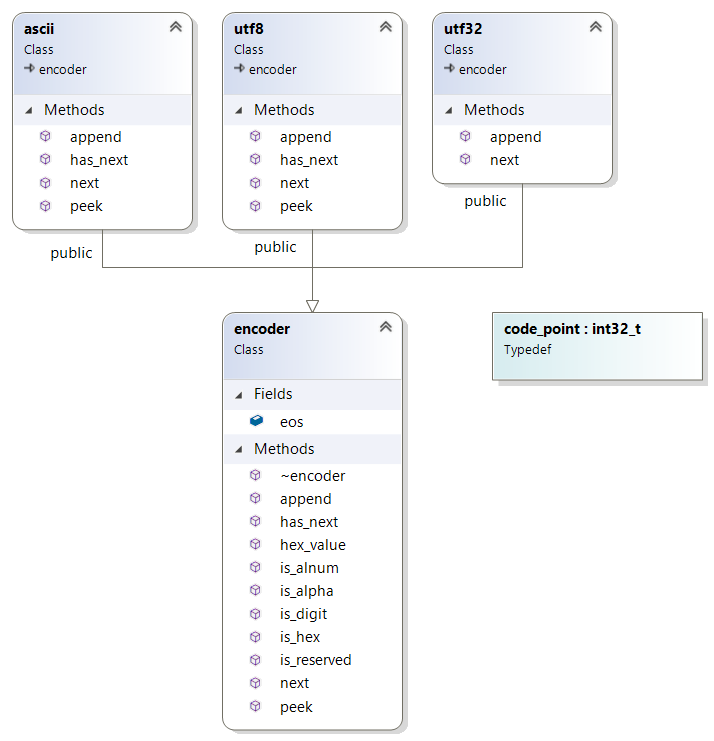 ascii
Class
encoder
Methods
append
has_next
next
peek
utf8
Class
encoder
Methods
append
has_next
next
peek
utf32
Class
encoder
Methods
append
next
public
public
public
encoder
Class
Fields
eos
Methods
~encoder
append
has_next
hex_value
is_alnum
is_alpha
is_digit
is_hex
is_reserved
next
peek
code_point : int32_t
Typedef